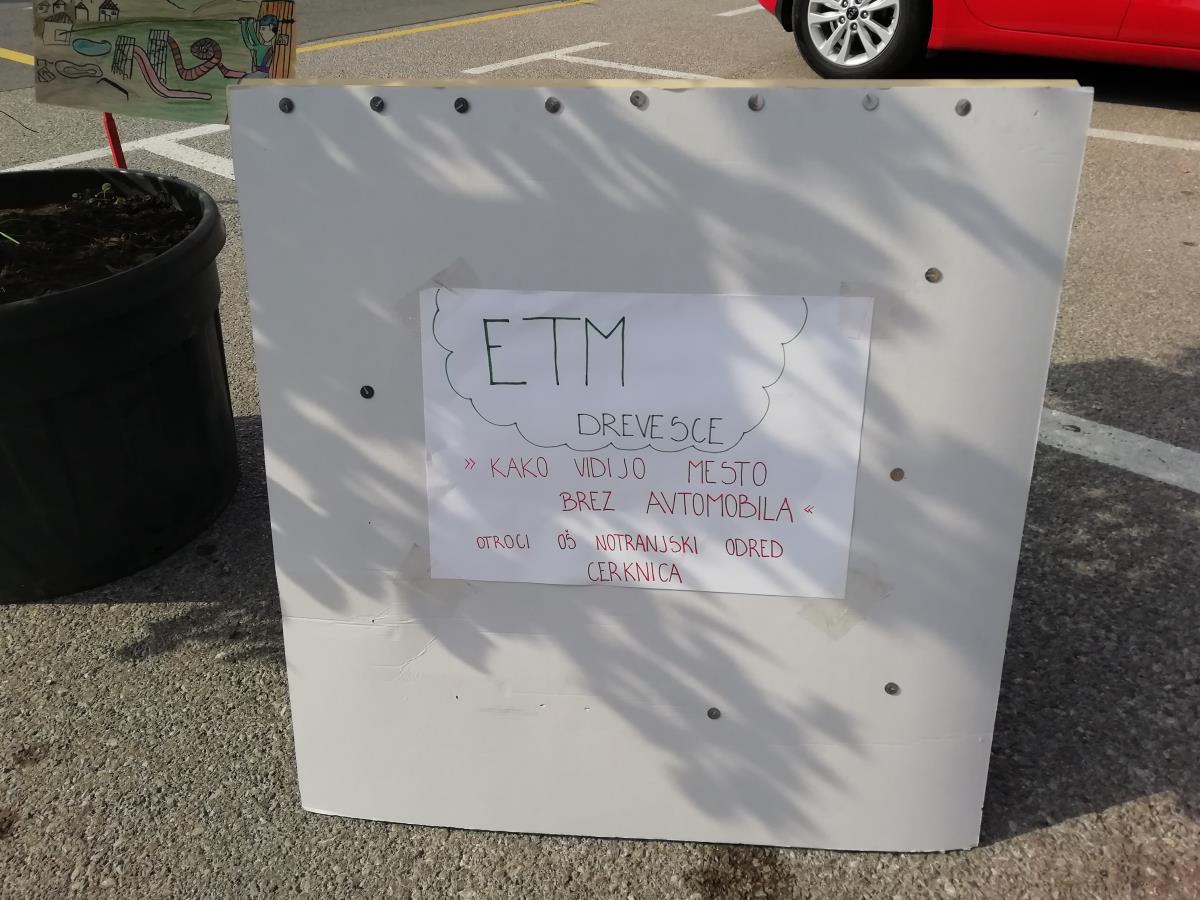 ETM
DREVESCE
» KAKO VIDIJO MESTO
BREZ AVTOMOBILA «
OTROCI OŠ NOTRANJSKI ODRED
CERKNICA